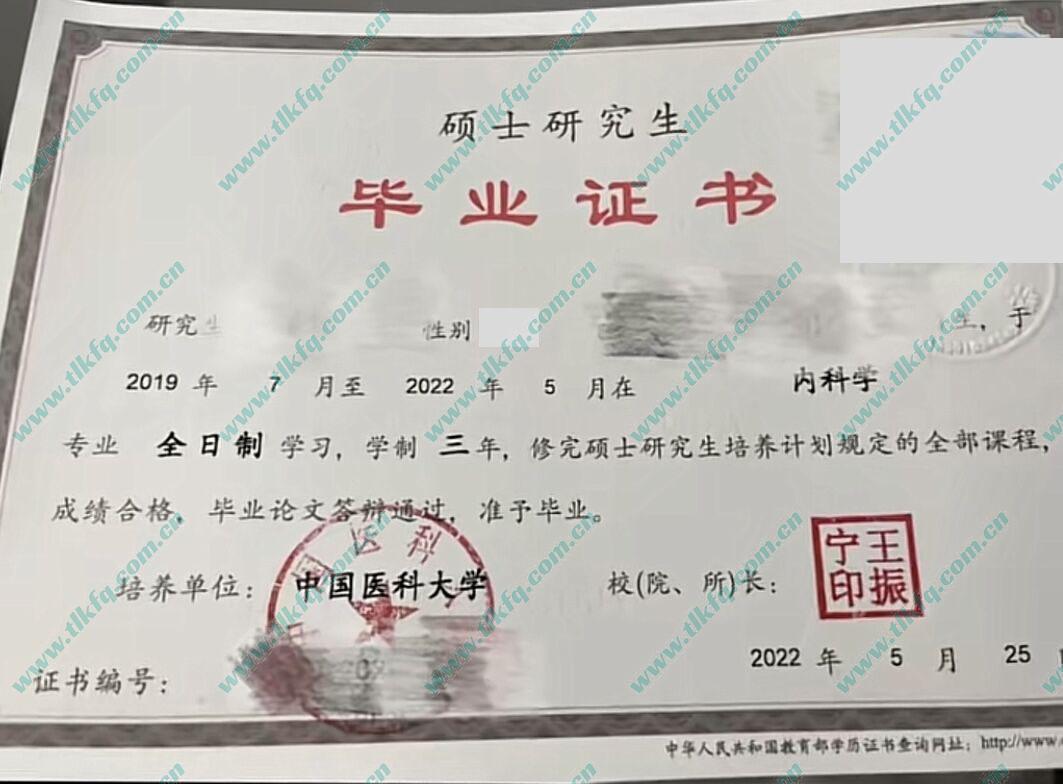 硕士研究生
毕业证书
研究生 性别 生，于
2019 年 7 月至 2022 年 5 月在 内科学
专业 全日制 学习，学制 三 年，修完硕士研究生培养计划规定的全部课程，
成绩合格，毕业论文答辩通过，准予毕业。
培养单位：中国医科大学 校(院、所)长：
王振
宁印
2022 年 5 月 25
证书编号：
中华人民共和国教育部学历证书查询网址：http://www.
www.tlkfq.com.cn